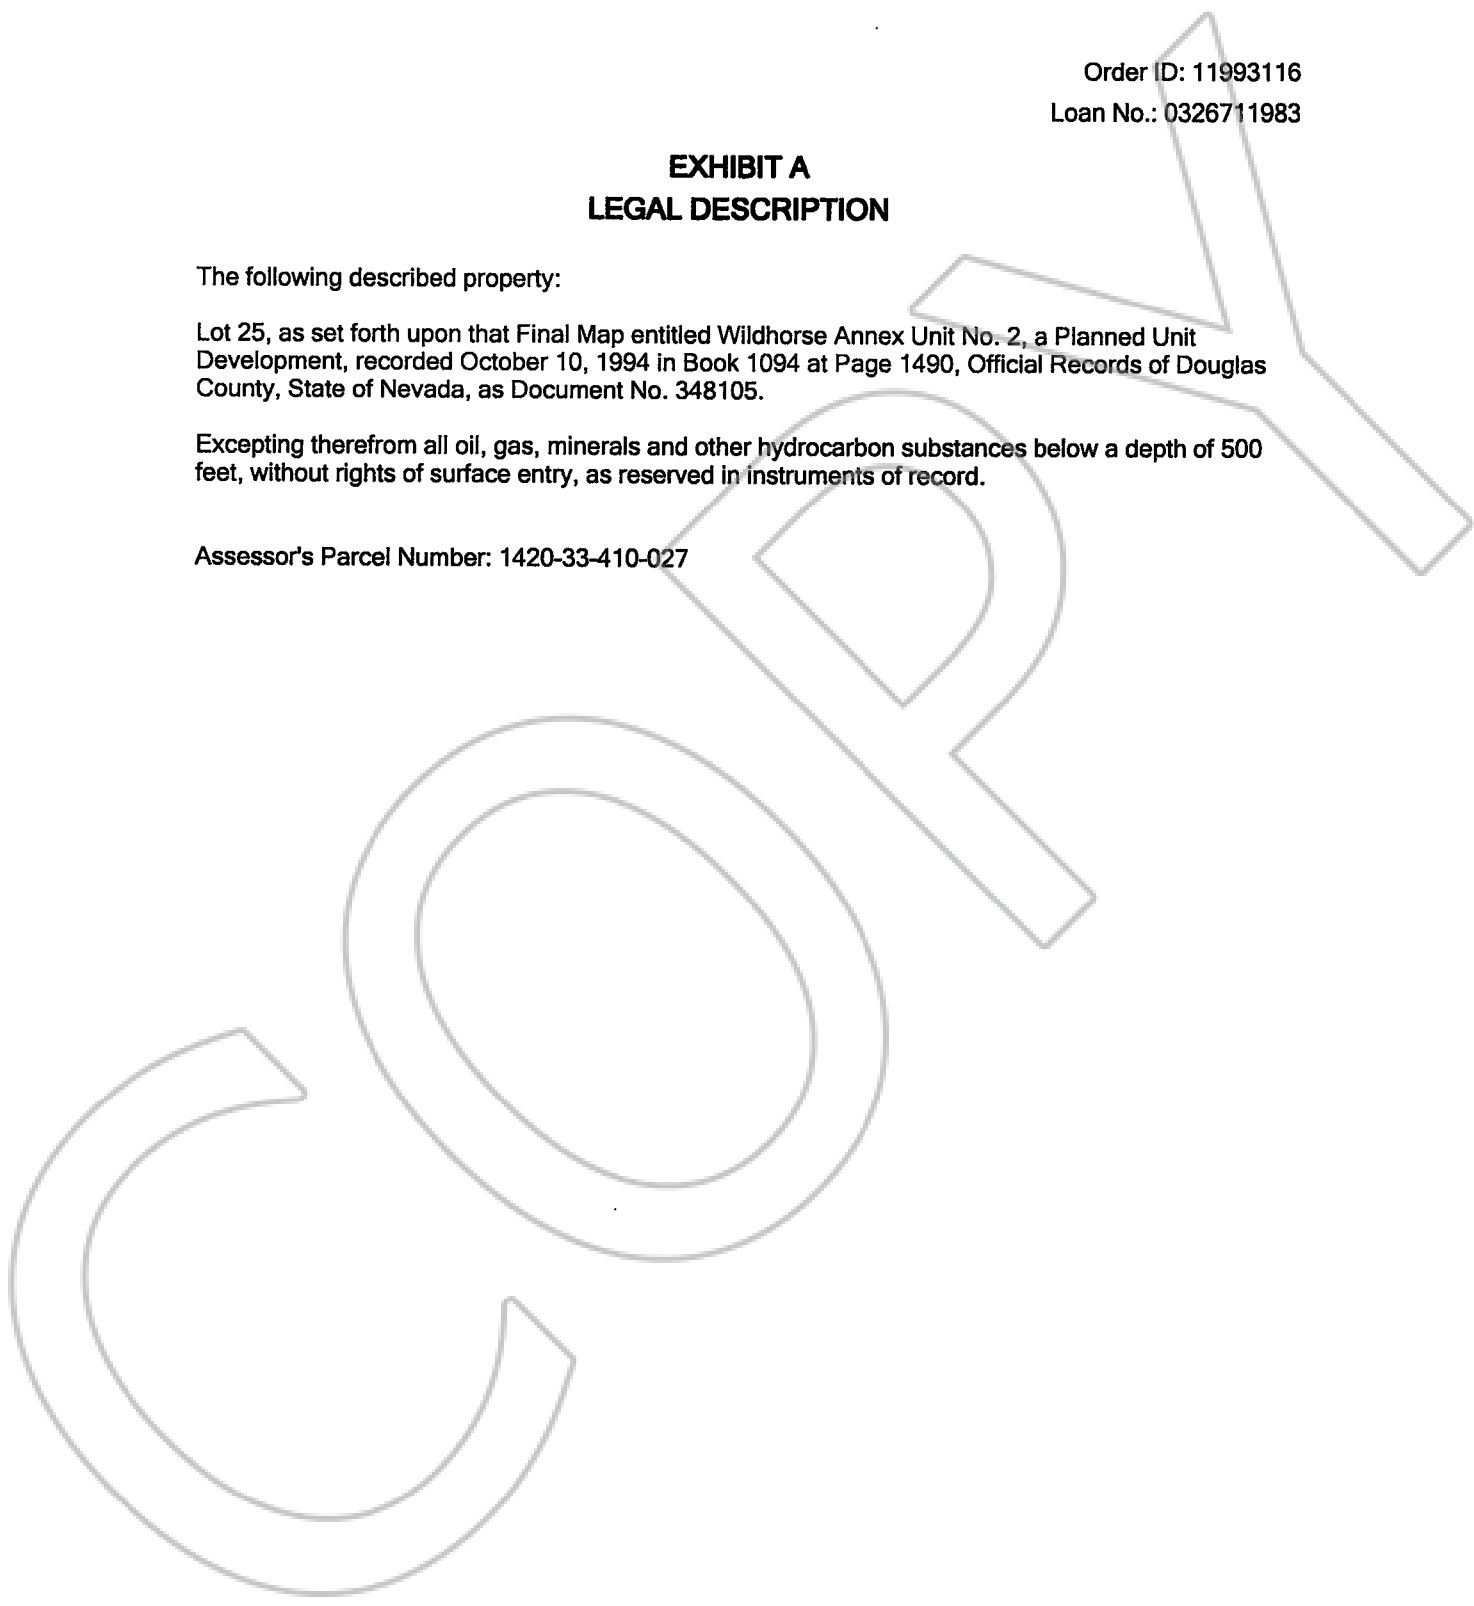 Order ID: 11993116
Loan No.: 0326711983
EXHIBIT A
LEGAL DESCRIPTION
The following described property:
Lot 25, as set forth upon that Final Map entitled Wildhorse Annex Unit No. 2, a Planned Unit
Development, recorded October 10, 1994 in Book 1094 at Page 1490, Official Records of Douglas
County, State of Nevada, as Document No. 348105.
Excepting therefrom all oil, gas, minerals and other hydrocarbon substances below a depth of 500
feet, without rights of surface entry, as reserved in instruments of record.
Assessor's Parcel Number: 1420-33-410-027
COPY